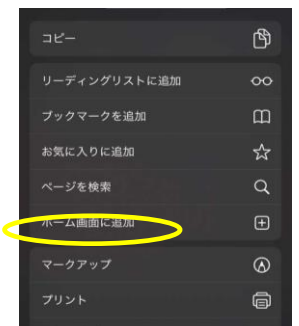 コピー
リーディングリストに追加
ブックマークを追加
お気に入りに追加
ページを検索
ホーム画面に追加
マークアップ
プリント